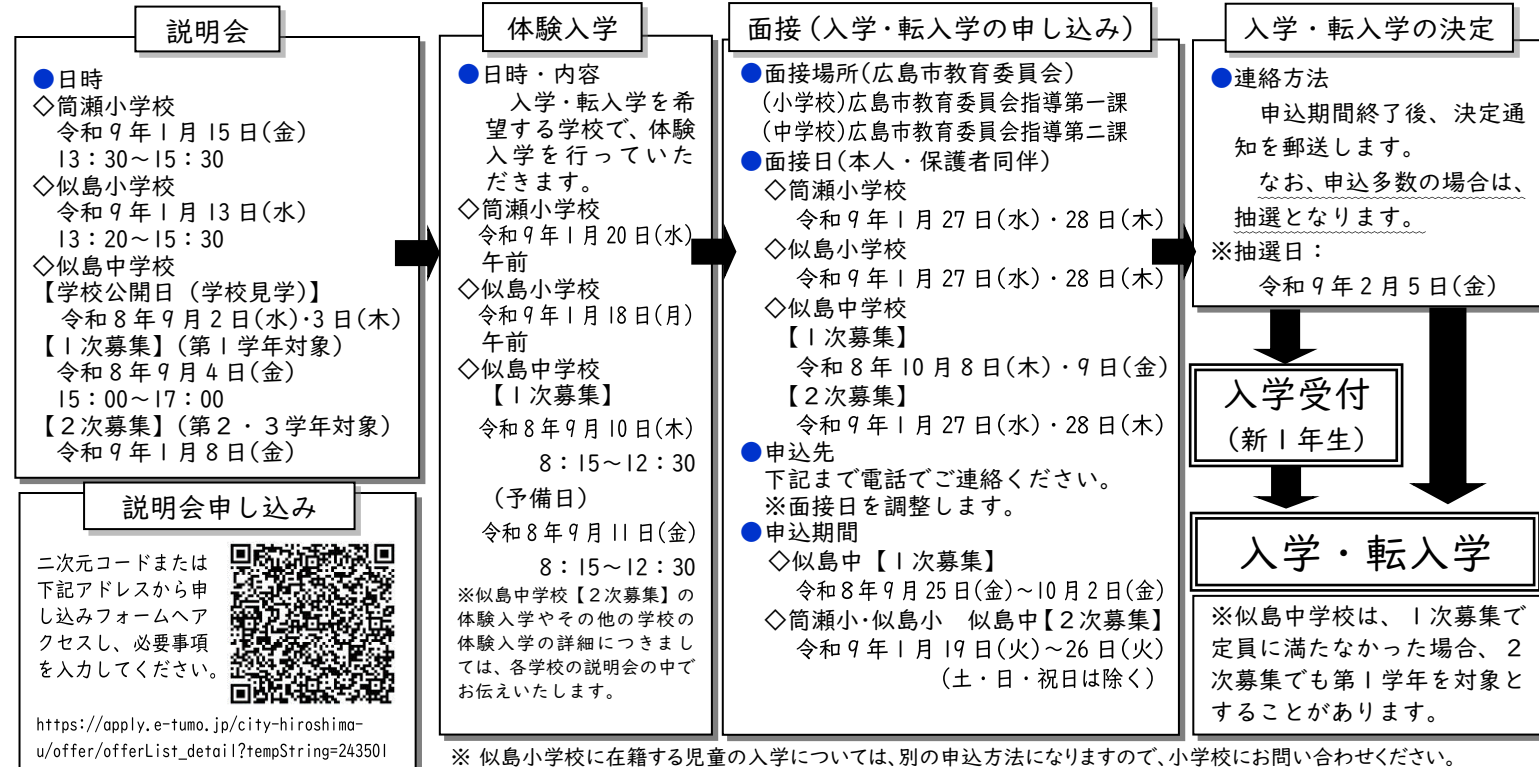 説明会
●日時
◇筒瀬小学校
令和9年1月15日(金)
13:30~15:30
◇似島小学校
令和9年1月13日(水)
13:20~15:30
◇似島中学校
【学校公開日(学校見学)】
令和8年9月2日(水)・3日(木)
【1次募集】(第1学年対象)
令和8年9月4日(金)
15:00~17:00
【2次募集】(第2・3学年対象)
令和9年1月8日(金)
説明会申し込み
二次元コードまたは
下記アドレスから申
し込みフォームへア
クセスし、必要事項
を入力してください。
https://apply.e-tumo.jp/city-hiroshima-
u/offer/offerList_detail?tempString=243501
体験入学
●日時・内容
入学・転入学を希
望する学校で、体験
入学を行っていた
だきます。
◇筒瀬小学校
令和9年1月20日(水)
午前
◇似島小学校
令和9年1月18日(月)
午前
◇似島中学校
【1次募集】
令和8年9月10日(木)
8:15~12:30
(予備日)
令和8年9月11日(金)
8:15~12:30
※似島中学校【2次募集】の
体験入学やその他の学校の
体験入学の詳細につきまし
ては、各学校の説明会の中で
お伝えいたします。
面接(入学・転入学の申し込み)
●面接場所(広島市教育委員会)
(小学校)広島市教育委員会指導第一課
(中学校)広島市教育委員会指導第二課
●面接日(本人・保護者同伴)
◇筒瀬小学校
令和9年1月27日(水)・28日(木)
◇似島小学校
令和9年1月27日(水)・28日(木)
◇似島中学校
【1次募集】
令和8年10月8日(木)・9日(金)
【2次募集】
令和9年1月27日(水)・28日(木)
●申込先
下記まで電話でご連絡ください。
※面接日を調整します。
●申込期間
◇似島中【1次募集】
令和8年9月25日(金)~10月2日(金)
◇筒瀬小・似島小 似島中【2次募集】
令和9年1月19日(火)~26日(火)
(土・日・祝日は除く)
入学・転入学の決定
●連絡方法
申込期間終了後、決定通
知を郵送します。
なお、申込多数の場合は、
抽選となります。
※抽選日:
令和9年2月5日(金)
入学受付
(新1年生)
入学・転入学
※似島中学校は、1次募集で
定員に満たなかった場合、2
次募集でも第1学年を対象と
することがあります。
※ 似島小学校に在籍する児童の入学については、別の申込方法になりますので、小学校にお問い合わせください。